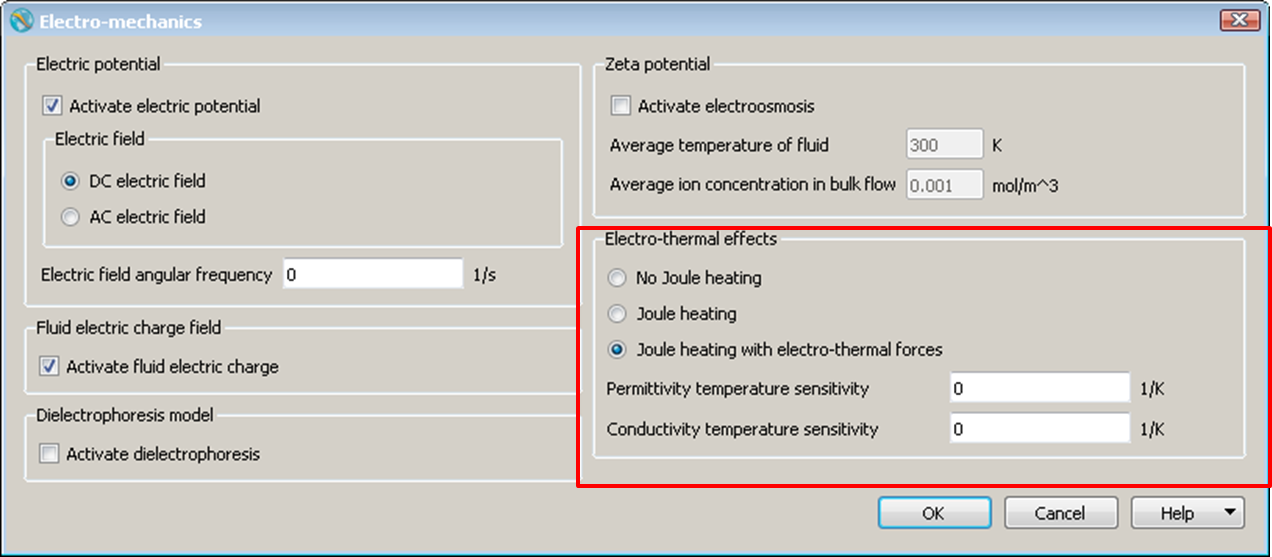 Electro-mechanics
Electric potential
Activate electric potential
Electric field
DC electric field
AC electric field
Electric field angular frequency 0 1/s
Fluid electric charge field
Activate fluid electric charge
Dielectrophoresis model
Activate dielectrophoresis
Zeta potential
Activate electroosmosis
Average temperature of fluid 300 K
Average ion concentration in bulk flow 0.001 mol/m^3
Electro-thermal effects
No Joule heating
Joule heating
Joule heating with electro-thermal forces
Permittivity temperature sensitivity 0 1/K
Conductivity temperature sensitivity 0 1/K
OK Cancel Help